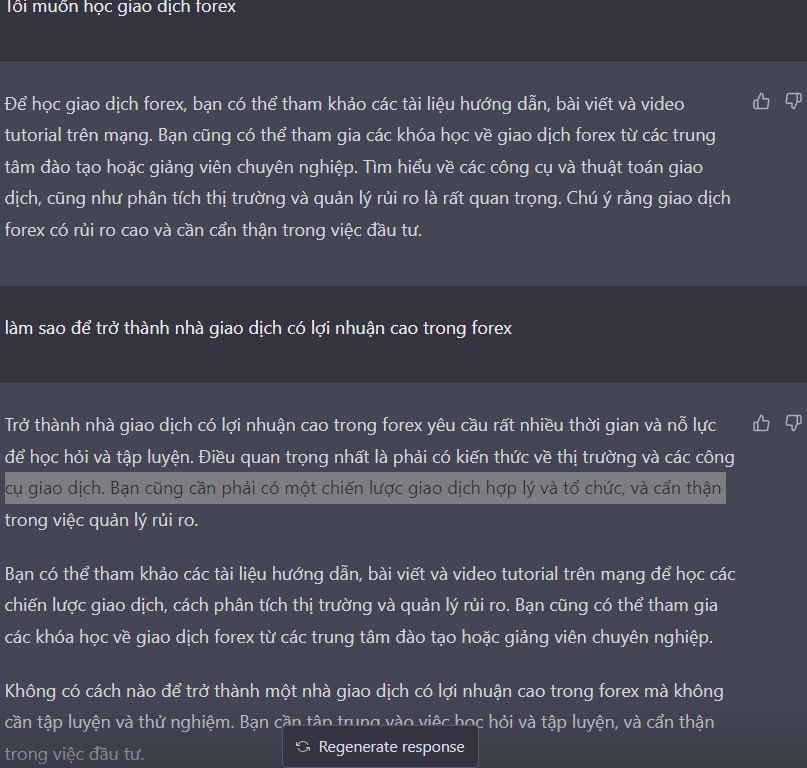 Tôi muốn học giao dịch forex
Để học giao dịch forex, bạn có thể tham khảo các tài liệu hướng dẫn, bài viết và video
tutorial trên mạng. Bạn cũng có thể tham gia các khóa học về giao dịch forex từ các trung
tâm đào tạo hoặc giảng viên chuyên nghiệp. Tìm hiểu về các công cụ và thuật toán giao
dịch, cũng như phân tích thị trường và quản lý rủi ro là rất quan trọng. Chú ý rằng giao dịch
forex có rủi ro cao và cần cẩn thận trong việc đầu tư.
làm sao để trở thành nhà giao dịch có lợi nhuận cao trong forex
Trở thành nhà giao dịch có lợi nhuận cao trong forex yêu cầu rất nhiều thời gian và nỗ lực
để học hỏi và tập luyện. Điều quan trọng nhất là phải có kiến thức về thị trường và các công
cụ giao dịch. Bạn cũng cần phải có một chiến lược giao dịch hợp lý và tổ chức, và cẩn thận
trong việc quản lý rủi ro.
Bạn có thể tham khảo các tài liệu hướng dẫn, bài viết và video tutorial trên mạng để học các
chiến lược giao dịch, cách phân tích thị trường và quản lý rủi ro. Bạn cũng có thể tham gia
các khóa học về giao dịch forex từ các trung tâm đào tạo hoặc giảng viên chuyên nghiệp.
Không có cách nào để trở thành một nhà giao dịch có lợi nhuận cao trong forex mà không
cần tập luyện và thử nghiệm. Bạn cần tập trung vào việc học hỏi và tập luyện, và cẩn thận
trong việc đầu tư.
Regenerate response